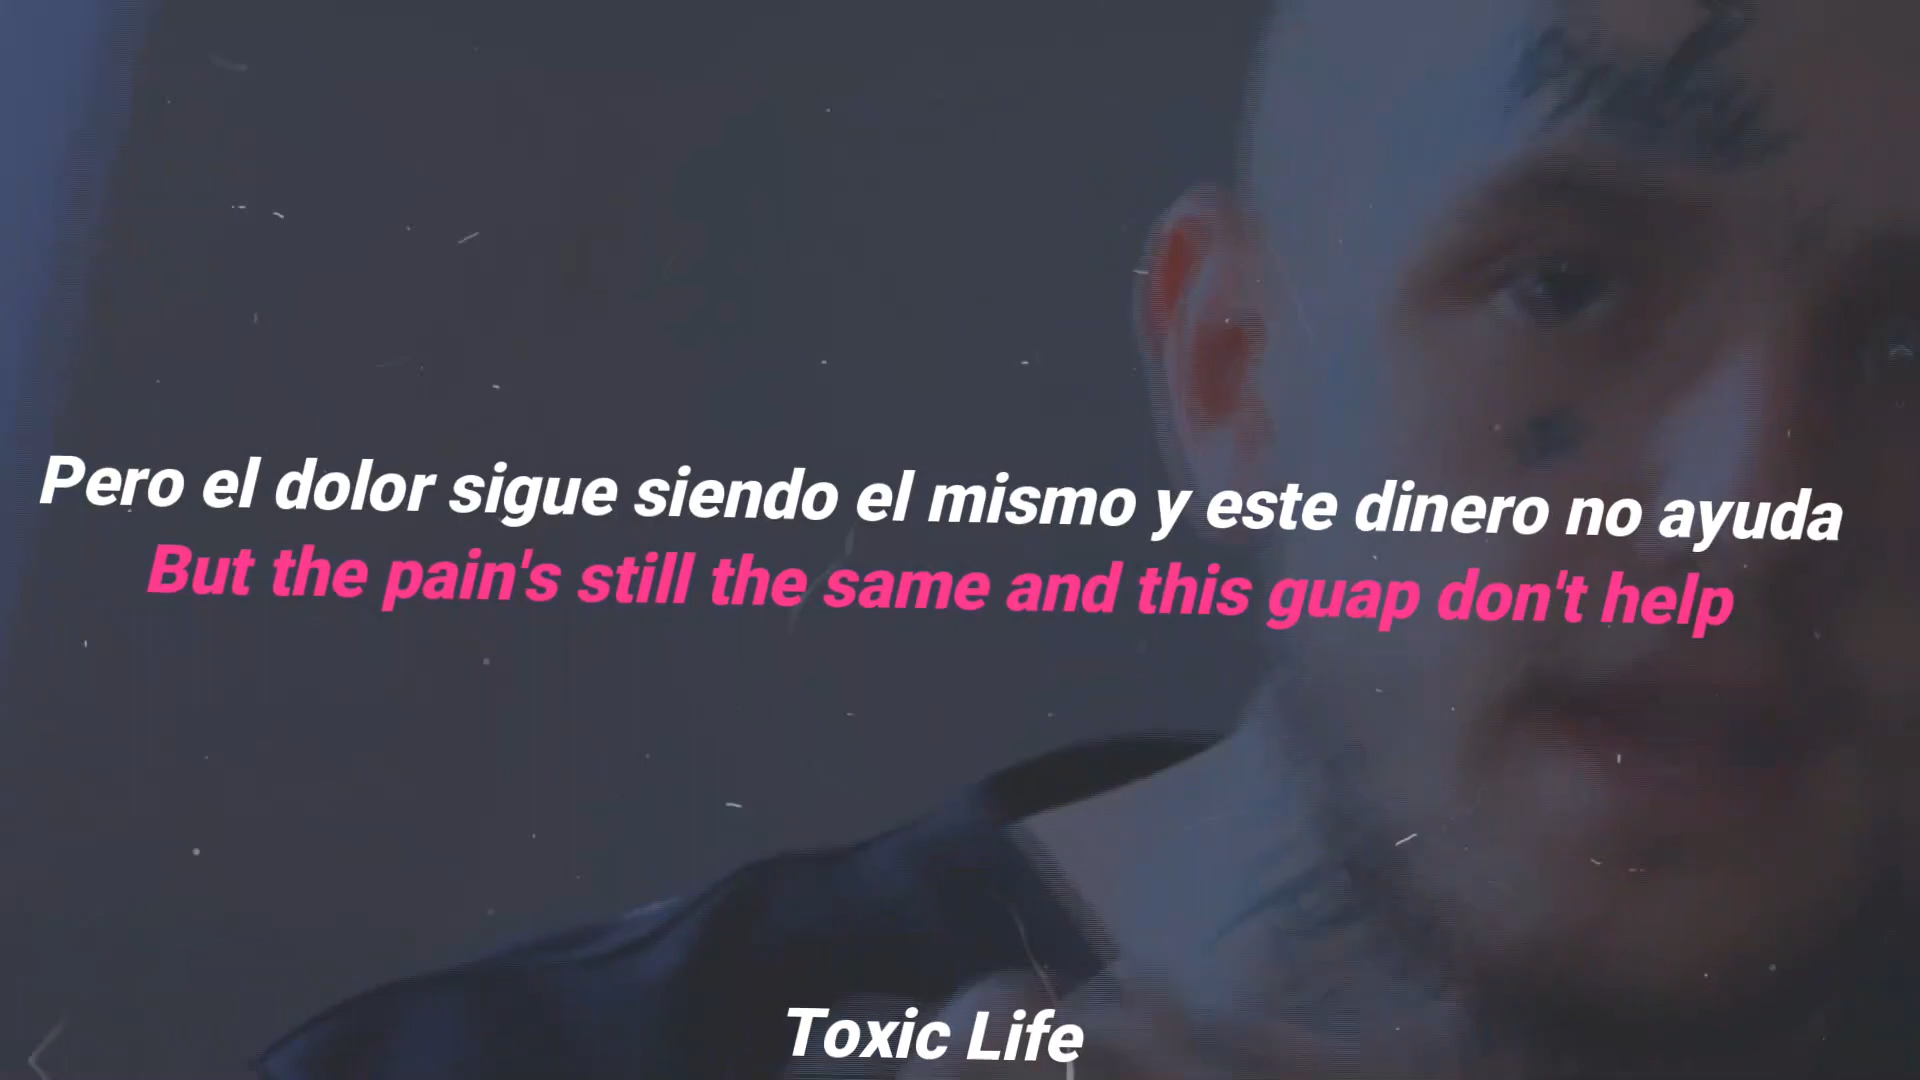 Pero el dolor sigue siendo el mismo y este dinero no ayuda
But the pain's still the same and this guap don't help
Toxic Life